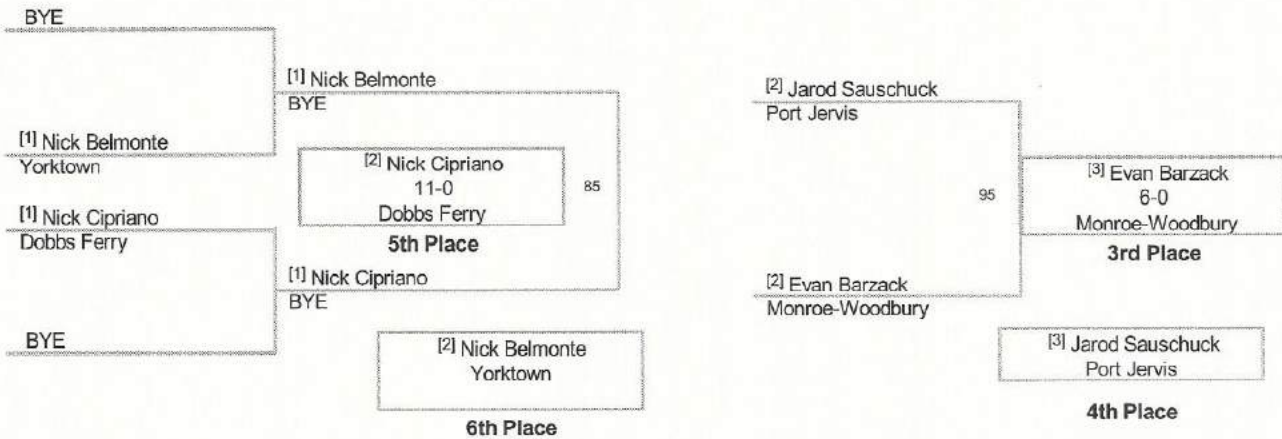 BYE
[1] Nick Belmonte
BYE
[1] Nick Belmonte
Yorktown
[2] Nick Cipriano
11-0
Dobbs Ferry
85
5th Place
[1] Nick Cipriano
Dobbs Ferry
[1] Nick Cipriano
BYE
BYE
[2] Nick Belmonte
Yorktown
6th Place
[2] Jarod Sauschuck
Port Jervis
95
[3] Evan Barzack
6-0
Monroe-Woodbury
3rd Place
[2] Evan Barzack
Monroe-Woodbury
[3] Jarod Sauschuck
Port Jervis
4th Place